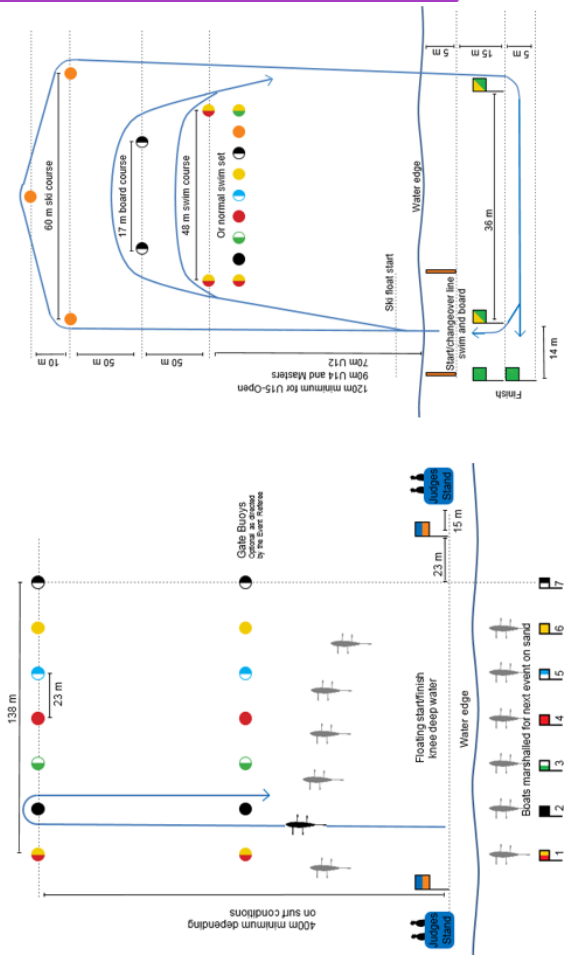 138 m
23 m
400m minimum depending
on surf conditions
Gate Buoys
Optional as directed
by the Event Referee
Floating start/finish
knee deep water
23 m
15 m
Judges
Stand
Judges
Stand
Water edge
Boats marshalled for next event on sand
1 2 3 4 5 6 7
60 m ski course
10 m
50 m
17 m board course
50 m
48 m swim course
Or normal swim set
120m minimum for U15-Open
90m U14 and Masters
70m U12
Ski float start
Water edge
Start/changeover line
swim and board
5 m
15 m
5 m
36 m
14 m
Finish